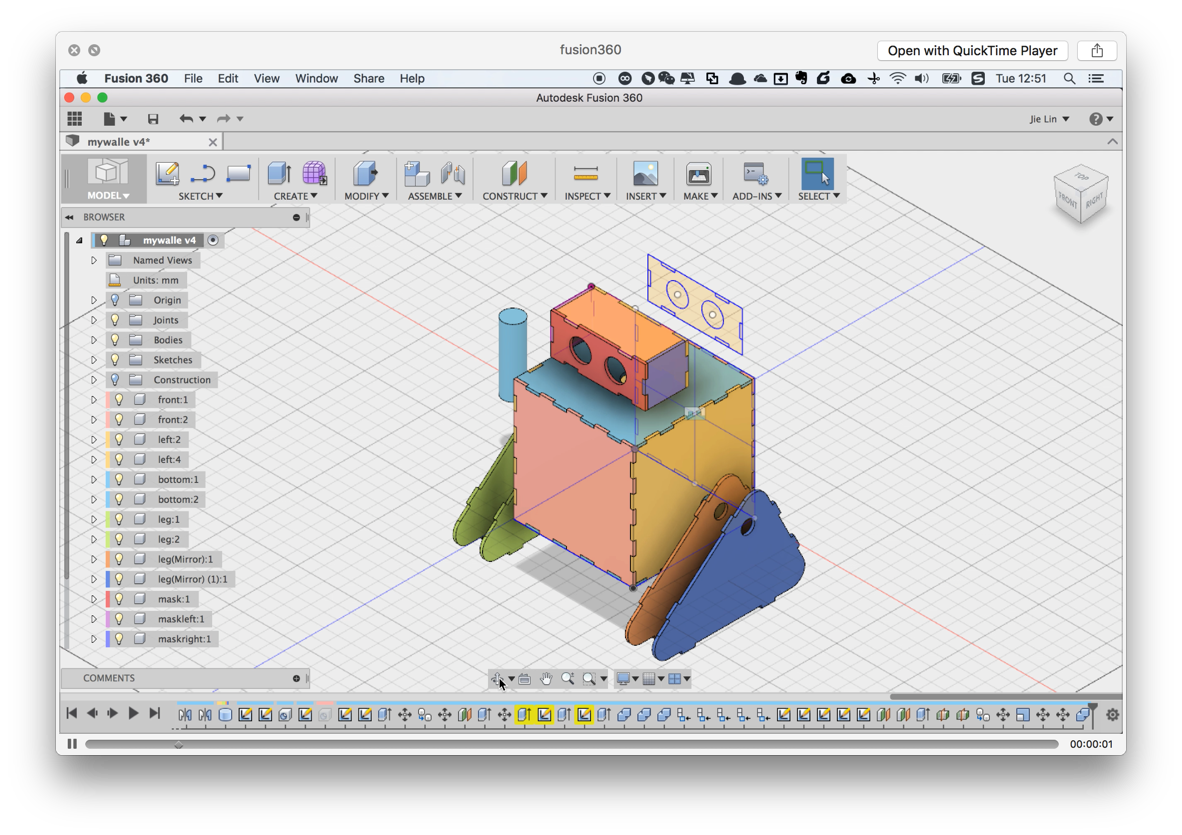 fusion360
Open with QuickTime Player
Fusion 360 File Edit View Window Share Help Tue 12:51
Autodesk Fusion 360
Jie Lin
mywalle v4*
MODEL SKETCH CREATE MODIFY ASSEMBLE CONSTRUCT INSPECT INSERT MAKE ADD-INS SELECT
TOP
FRONT RIGHT
BROWSER
mywalle v4
Named Views
Units: mm
Origin
Joints
Bodies
Sketches
Construction
front:1
front:2
left:2
left:4
bottom:1
bottom:2
leg:1
leg:2
leg(Mirror):1
leg(Mirror) (1):1
mask:1
maskleft:1
maskright:1
COMMENTS
00:00:01